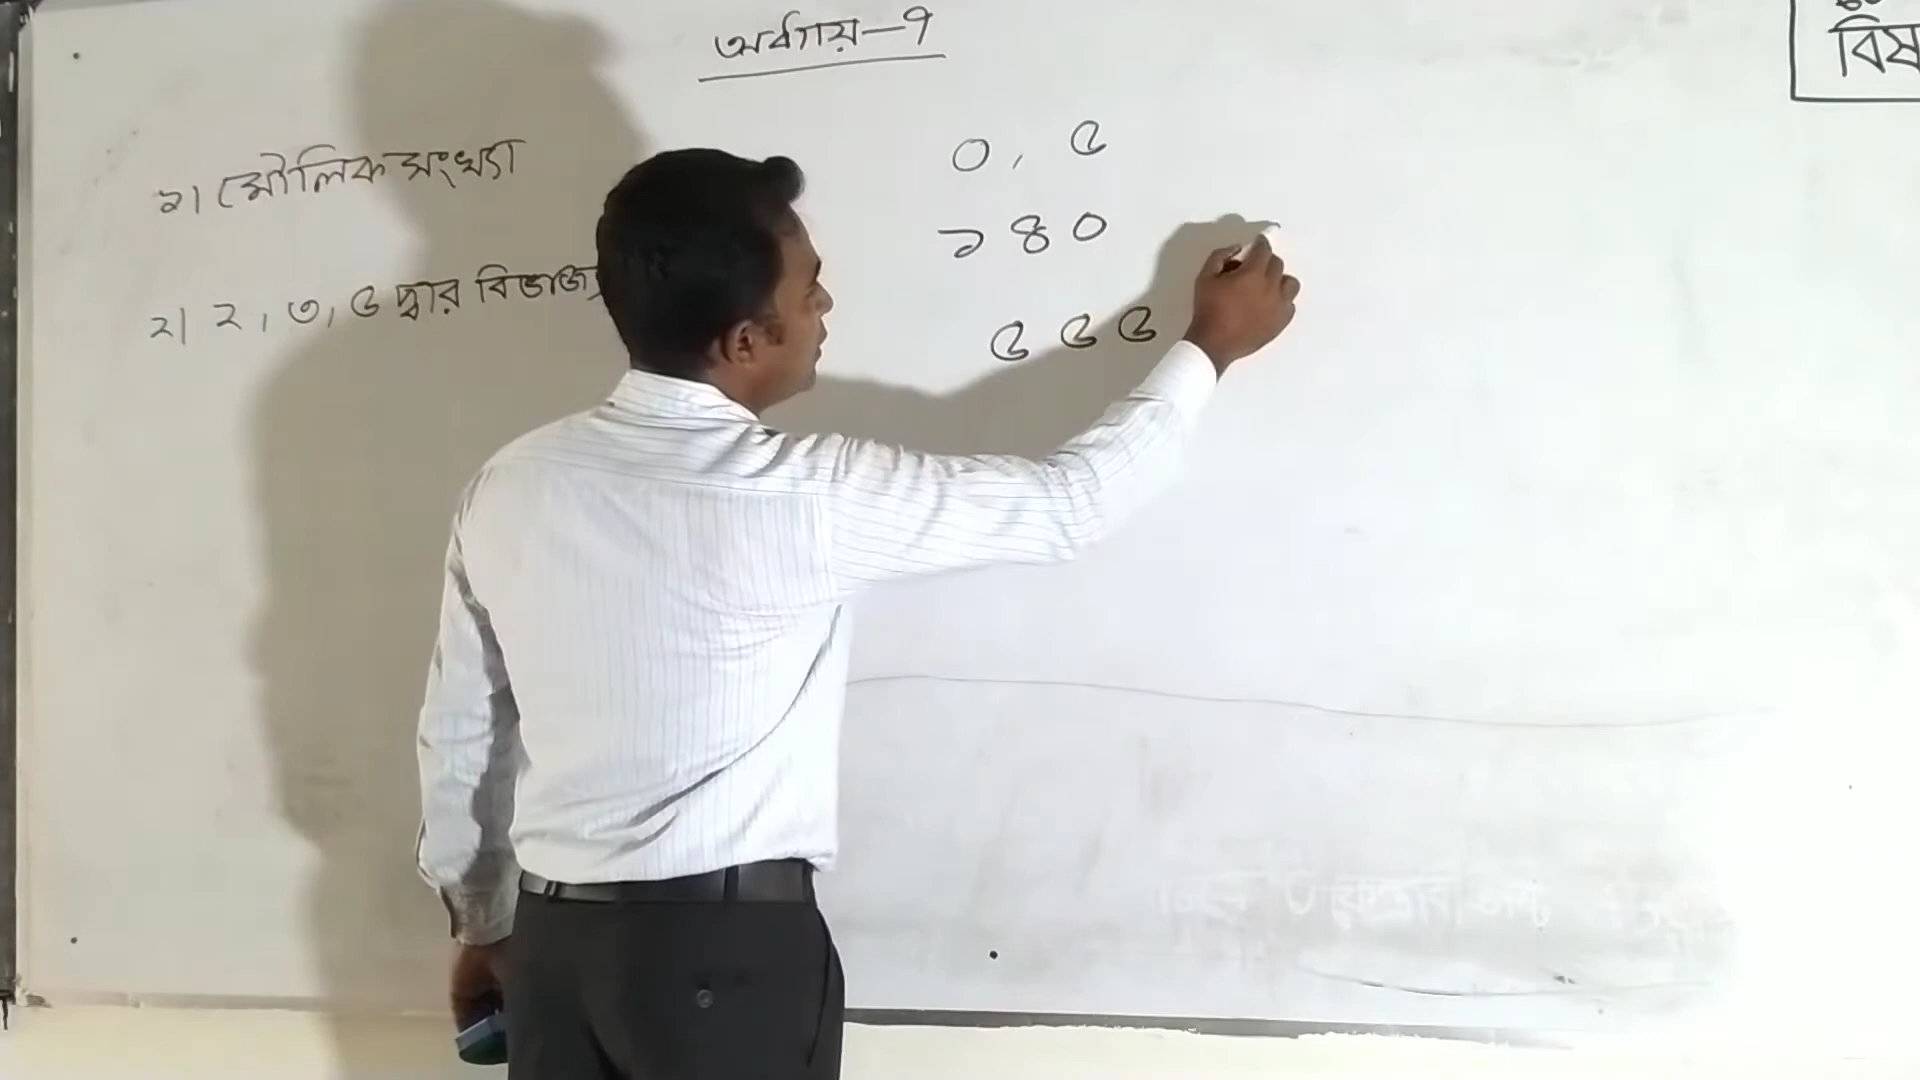 অধ্যায়-৭
বিষ
১। মৌলিক সংখ্যা
০, ৫
১৪০
২। ২, ৩, ৫ দ্বার বিভাজ্য
৫৫৫